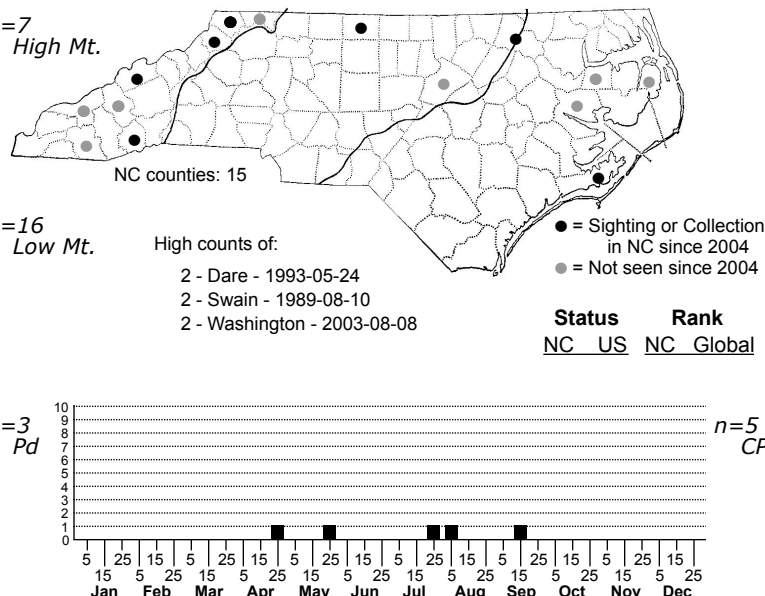 =7
High Mt.
NC counties: 15
=16
Low Mt.
High counts of:
2 - Dare - 1993-05-24
2 - Swain - 1989-08-10
2 - Washington - 2003-08-08
= Sighting or Collection
in NC since 2004
= Not seen since 2004
Status Rank
NC US NC Global
=3
Pd
n=5
CP
10
9
8
7
6
5
4
3
2
1
0
5 25 15 5 25 15 5 25 15 5 25 15 5 25 15 5 25 15
15 5 25 15 5 25 15 5 25 15 5 25 15 5 25 15 5 25
Jan Feb Mar Apr May Jun Jul Aug Sep Oct Nov Dec